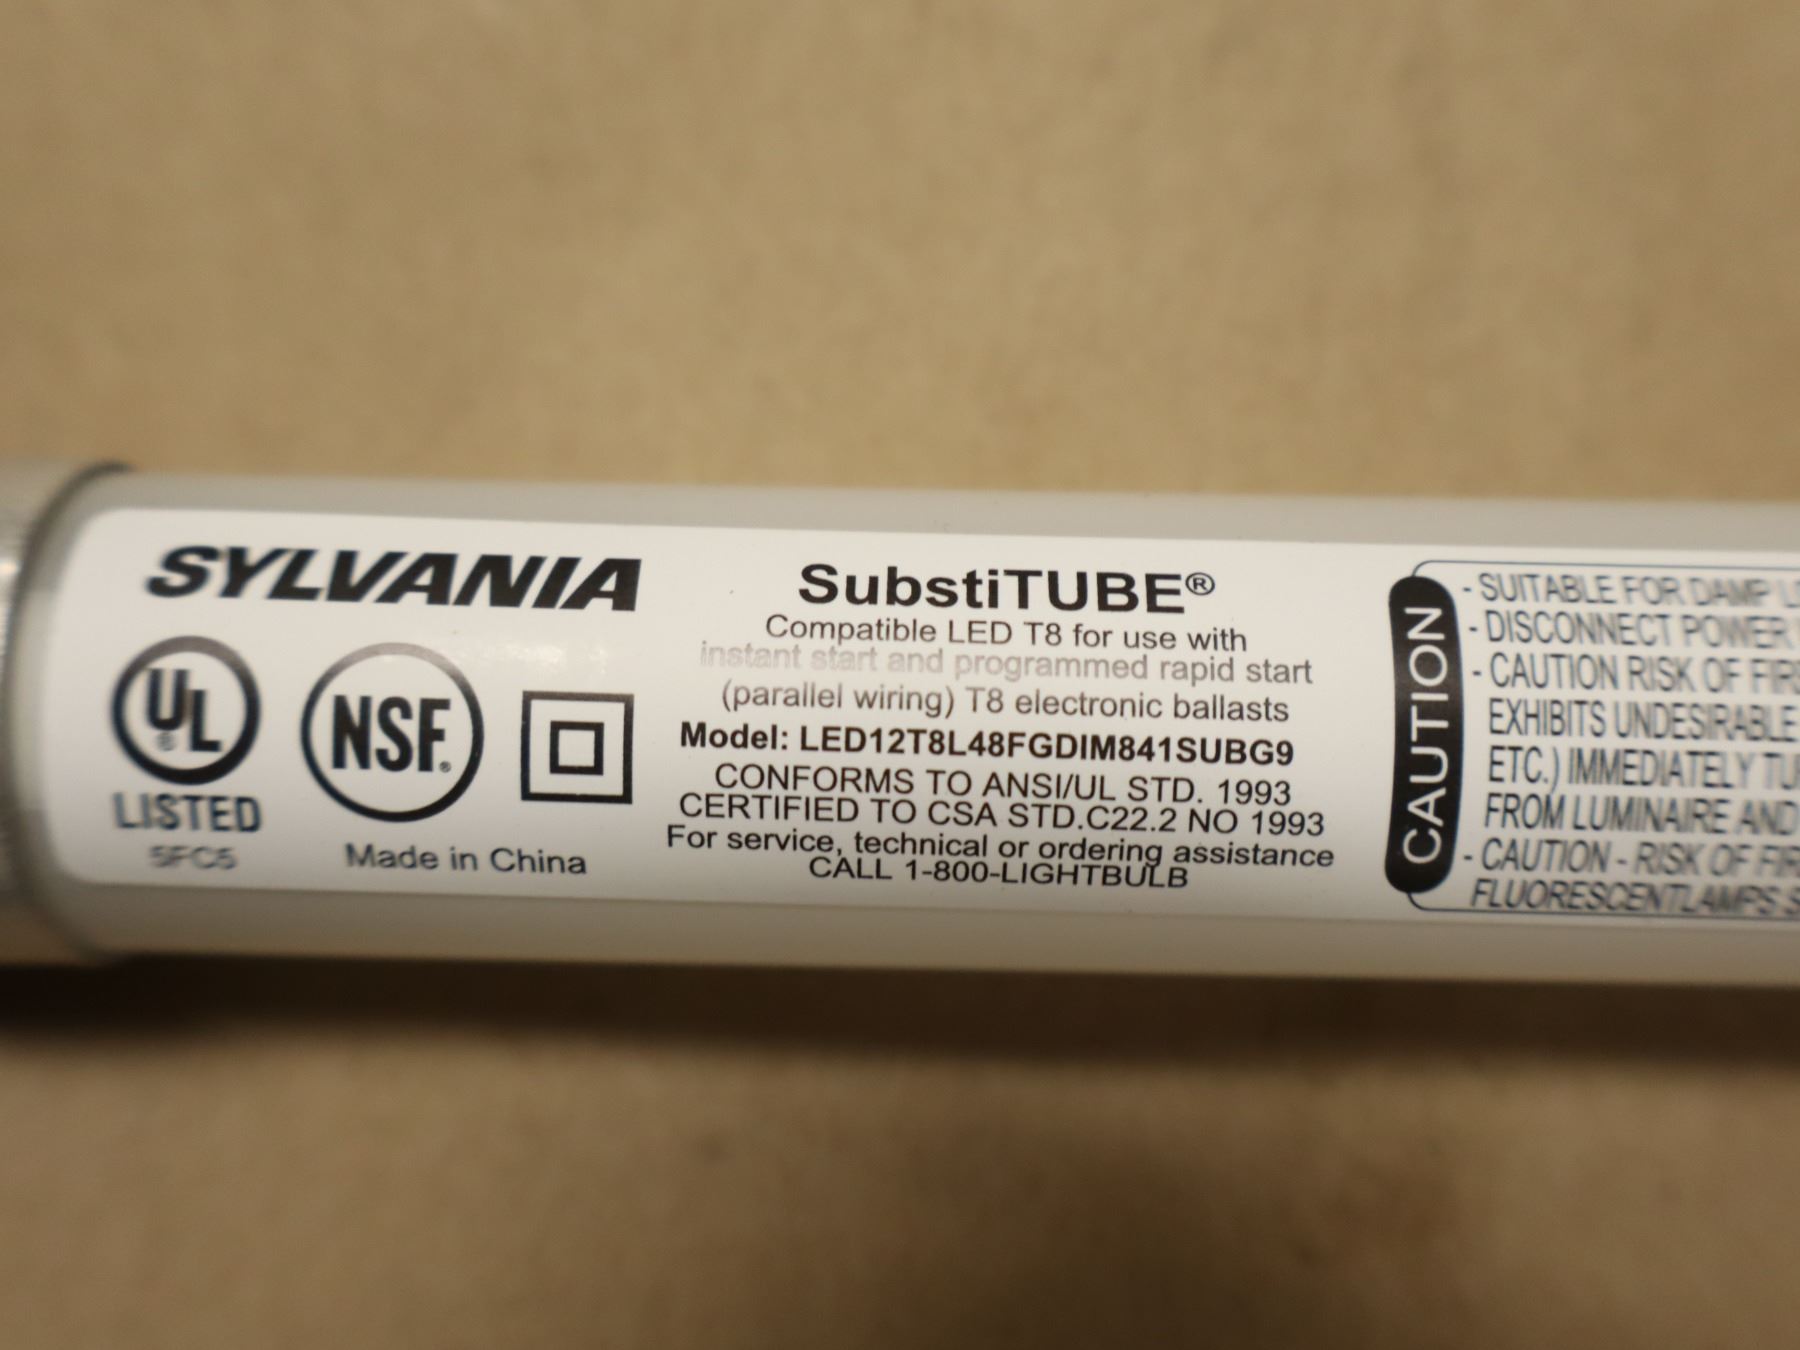 SYLVANIA
UL
®
LISTED
5FC5
NSF.
Made in China
SubstiTUBE®
Compatible LED T8 for use with
instant start and programmed rapid start
(parallel wiring) T8 electronic ballasts
Model: LED12T8L48FGDIM841SUBG9
CONFORMS TO ANSI/UL STD. 1993
CERTIFIED TO CSA STD.C22.2 NO 1993
For service, technical or ordering assistance
CALL 1-800-LIGHTBULB
CAUTION
- SUITABLE FOR DAMP
- DISCONNECT POWER
- CAUTION RISK OF
EXHIBITS UNDESIRABLE
ETC.) IMMEDIATELY
FROM LUMINAIRE AND
- CAUTION - RISK OF
FLUORESCENTLAMPS